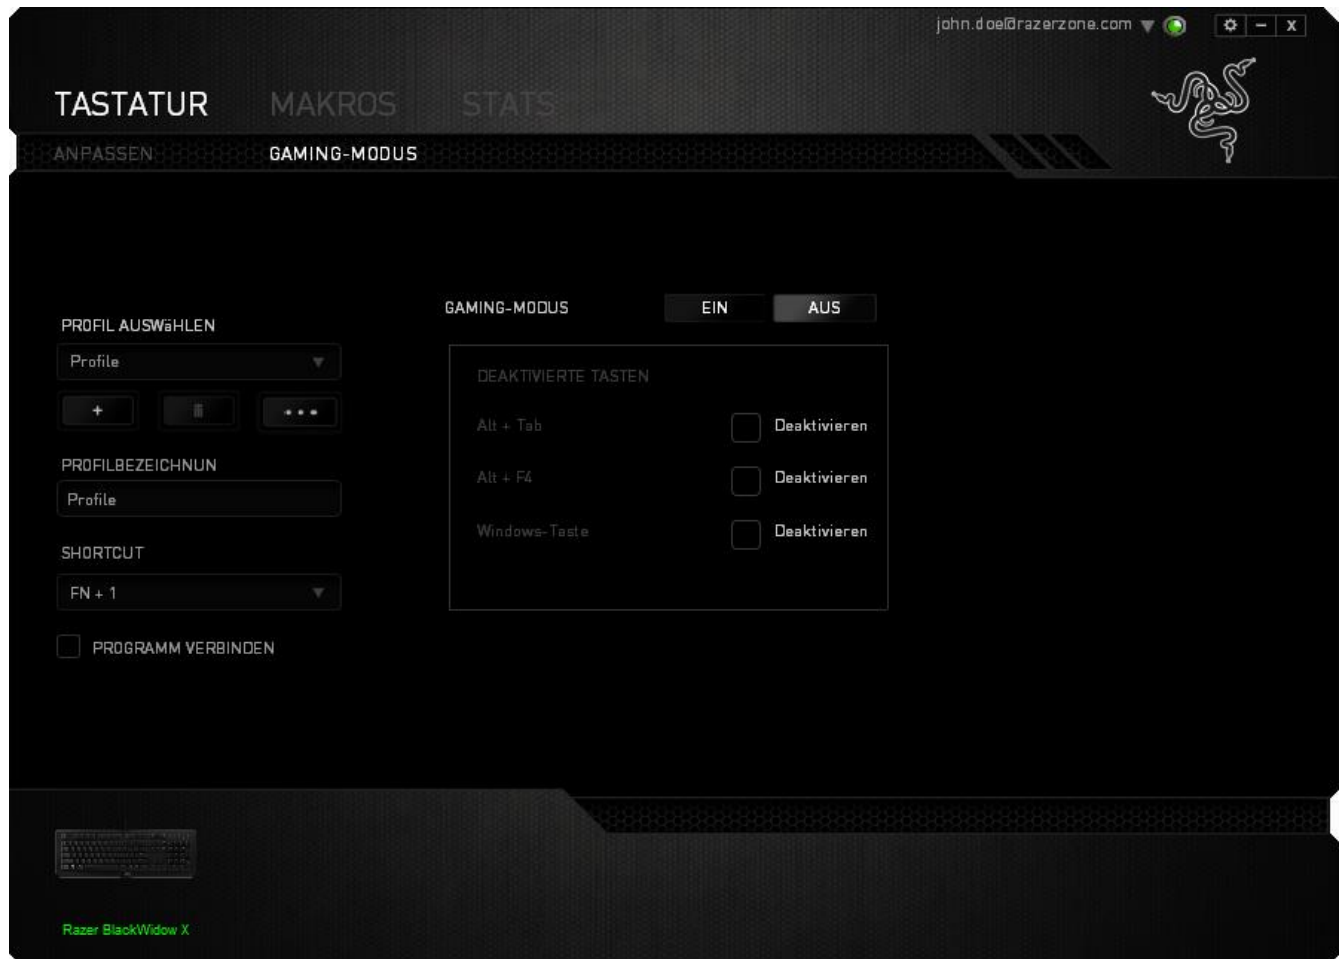 john.doe@razerzone.com
X
TASTATUR MAKROS STATS
ANPASSEN GAMING-MODUS
GAMING-MODUS EIN AUS
PROFIL AUSWäHLEN
Profile
+
PROFILBEZEICHNUN
Profile
SHORTCUT
FN + 1
PROGRAMM VERBINDEN
DEAKTIVIERTE TASTEN
Alt + Tab Deaktivieren
Alt + F4 Deaktivieren
Windows-Taste Deaktivieren
Razer BlackWidow X